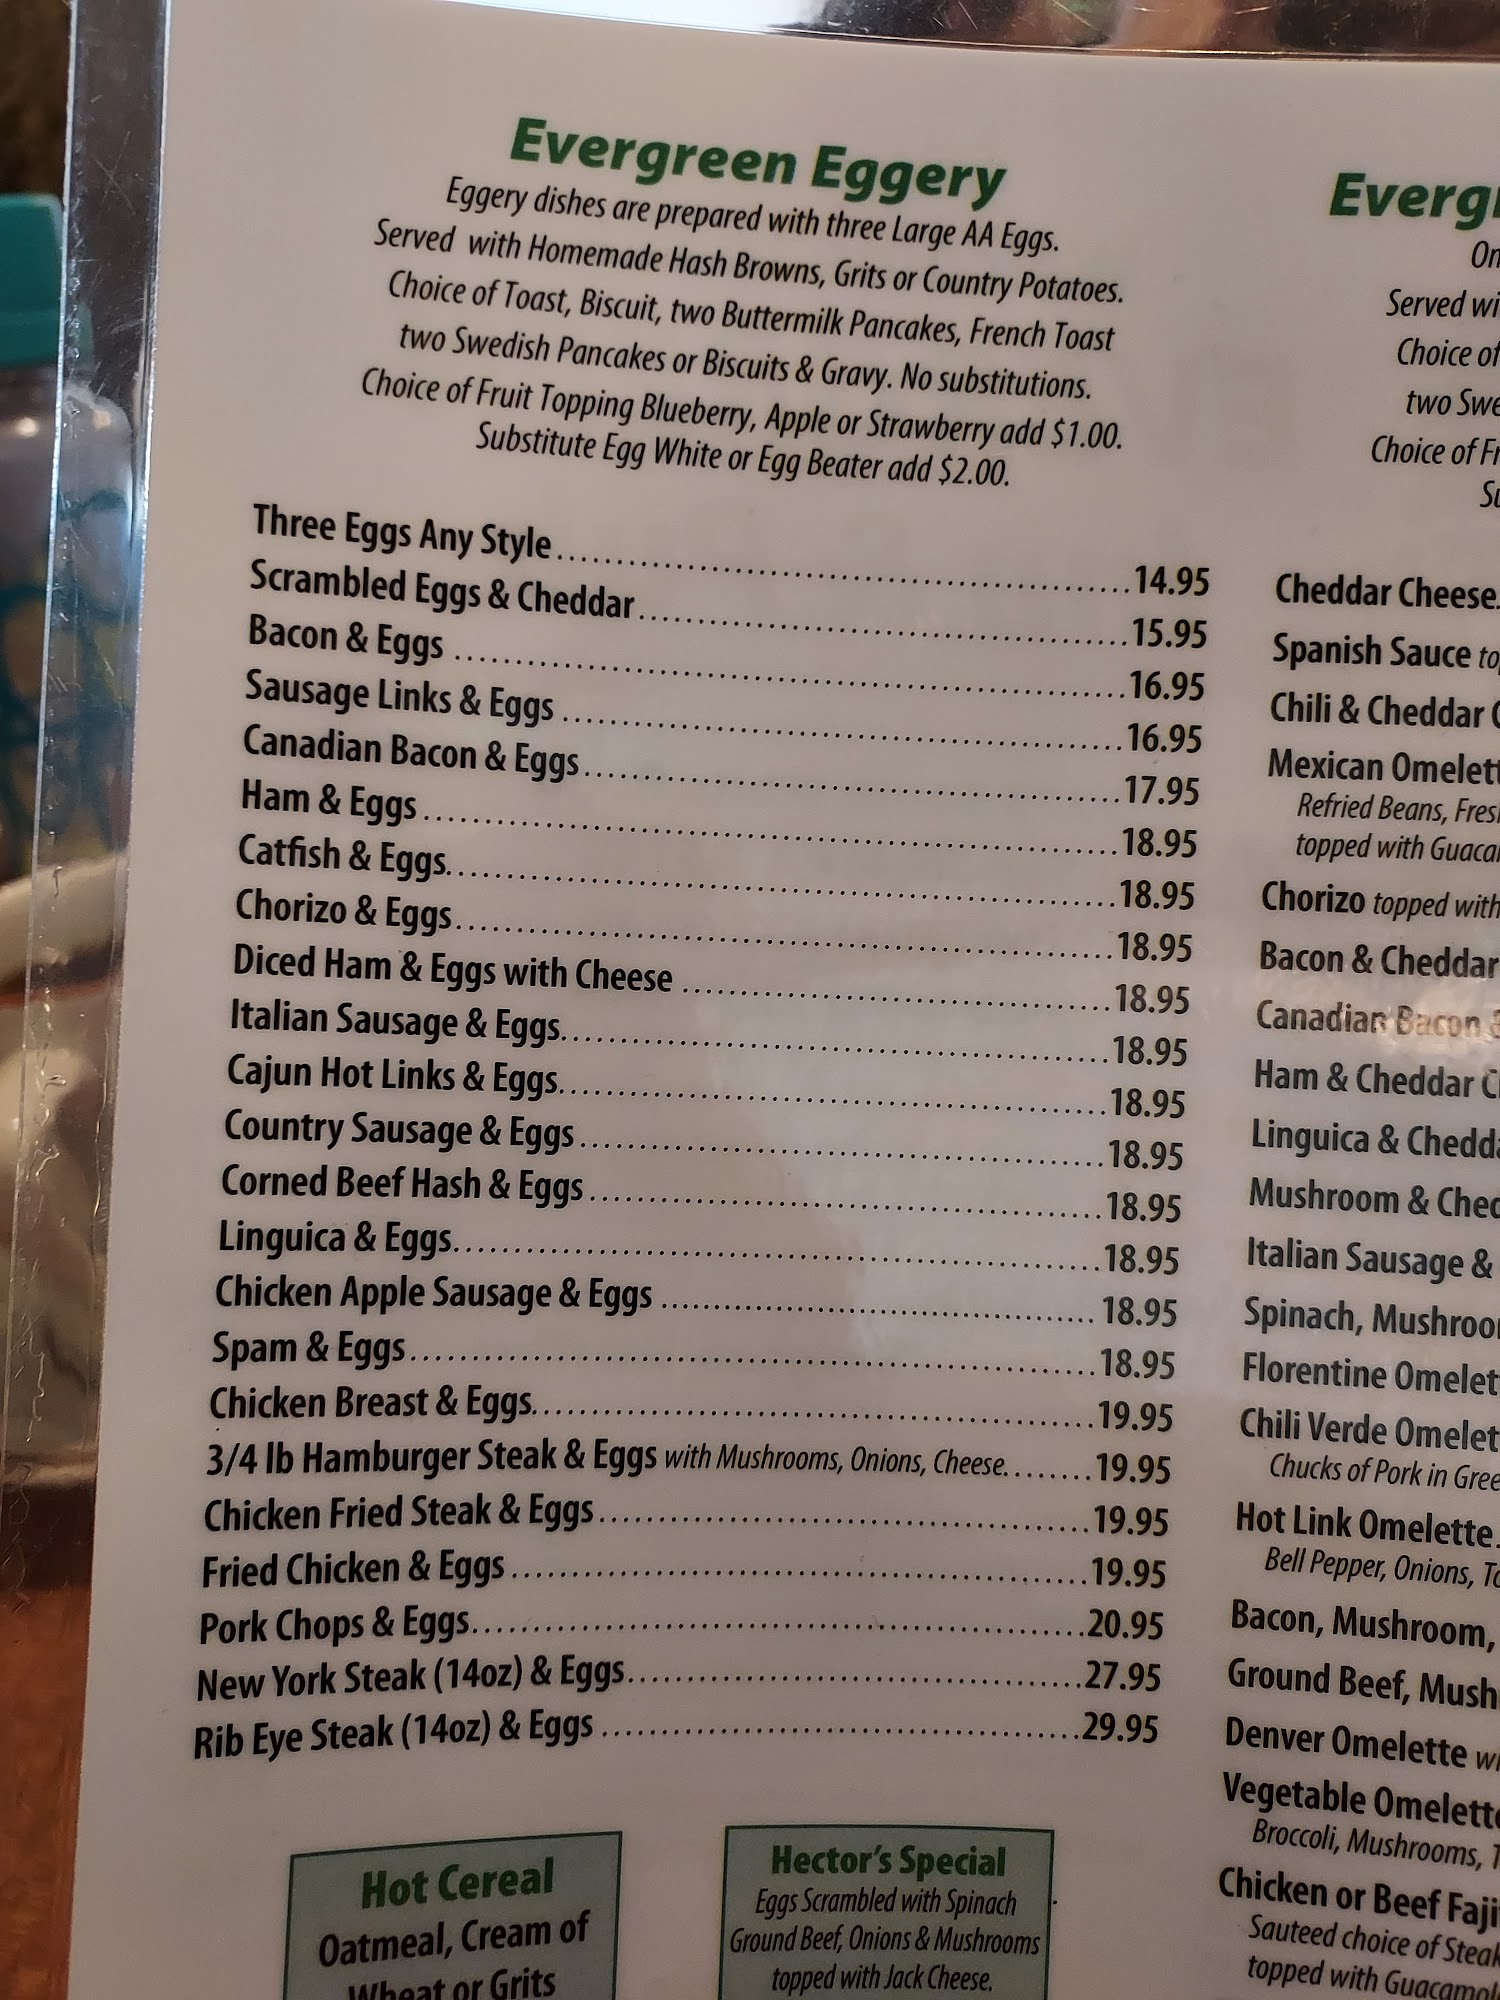 Evergreen Eggery
Eggery dishes are prepared with three Large AA Eggs.
Served with Homemade Hash Browns, Grits or Country Potatoes.
Choice of Toast, Biscuit, two Buttermilk Pancakes, French Toast
two Swedish Pancakes or Biscuits & Gravy. No substitutions.
Choice of Fruit Topping Blueberry, Apple or Strawberry add $1.00.
Substitute Egg White or Egg Beater add $2.00.
Three Eggs Any Style 14.95
Scrambled Eggs & Cheddar 15.95
Bacon & Eggs 16.95
Sausage Links & Eggs 16.95
Canadian Bacon & Eggs 17.95
Ham & Eggs 18.95
Catfish & Eggs 18.95
Chorizo & Eggs 18.95
Diced Ham & Eggs with Cheese 18.95
Italian Sausage & Eggs 18.95
Cajun Hot Links & Eggs 18.95
Country Sausage & Eggs 18.95
Corned Beef Hash & Eggs 18.95
Linguica & Eggs 18.95
Chicken Apple Sausage & Eggs 18.95
Spam & Eggs 18.95
Chicken Breast & Eggs 19.95
3/4 lb Hamburger Steak & Eggs with Mushrooms, Onions, Cheese 19.95
Chicken Fried Steak & Eggs 19.95
Fried Chicken & Eggs 19.95
Pork Chops & Eggs 20.95
New York Steak (14oz) & Eggs 27.95
Rib Eye Steak (14oz) & Eggs 29.95
Hot Cereal
Oatmeal, Cream of
Wheat or Grits
Hector's Special
Eggs Scrambled with Spinach
Ground Beef, Onions & Mushrooms
topped with Jack Cheese.
Served
Choice of
two
Choice of
Cheddar Cheese
Spanish Sauce
Chili & Cheddar
Mexican
Refried Beans,
topped with
Chorizo topped with
Bacon & Cheddar
Canadian Bacon
Ham & Cheddar
Linguica &
Mushroom &
Italian Sausage &
Spinach,
Florentine
Chili Verde
Chucks of Pork in
Hot Link Omelette
Bell Pepper, Onions,
Bacon, Mushroom,
Ground Beef,
Denver Omelette
Vegetable
Broccoli, Mushrooms,
Chicken or Beef
Sauteed choice of
topped with